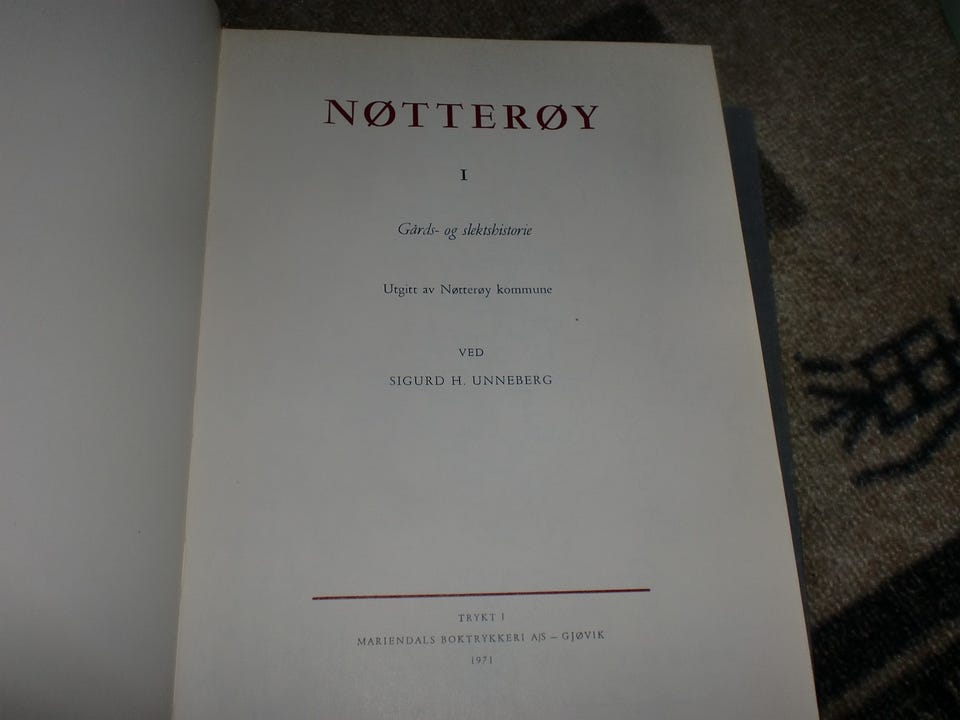 NØTTERØY
I
Gårds- og slektshistorie
Utgitt av Nøtterøy kommune
VED
SIGURD H. UNNEBERG
TRYKT I
MARIENDALS BOKTRYKKERI A/S – GJØVIK
1971